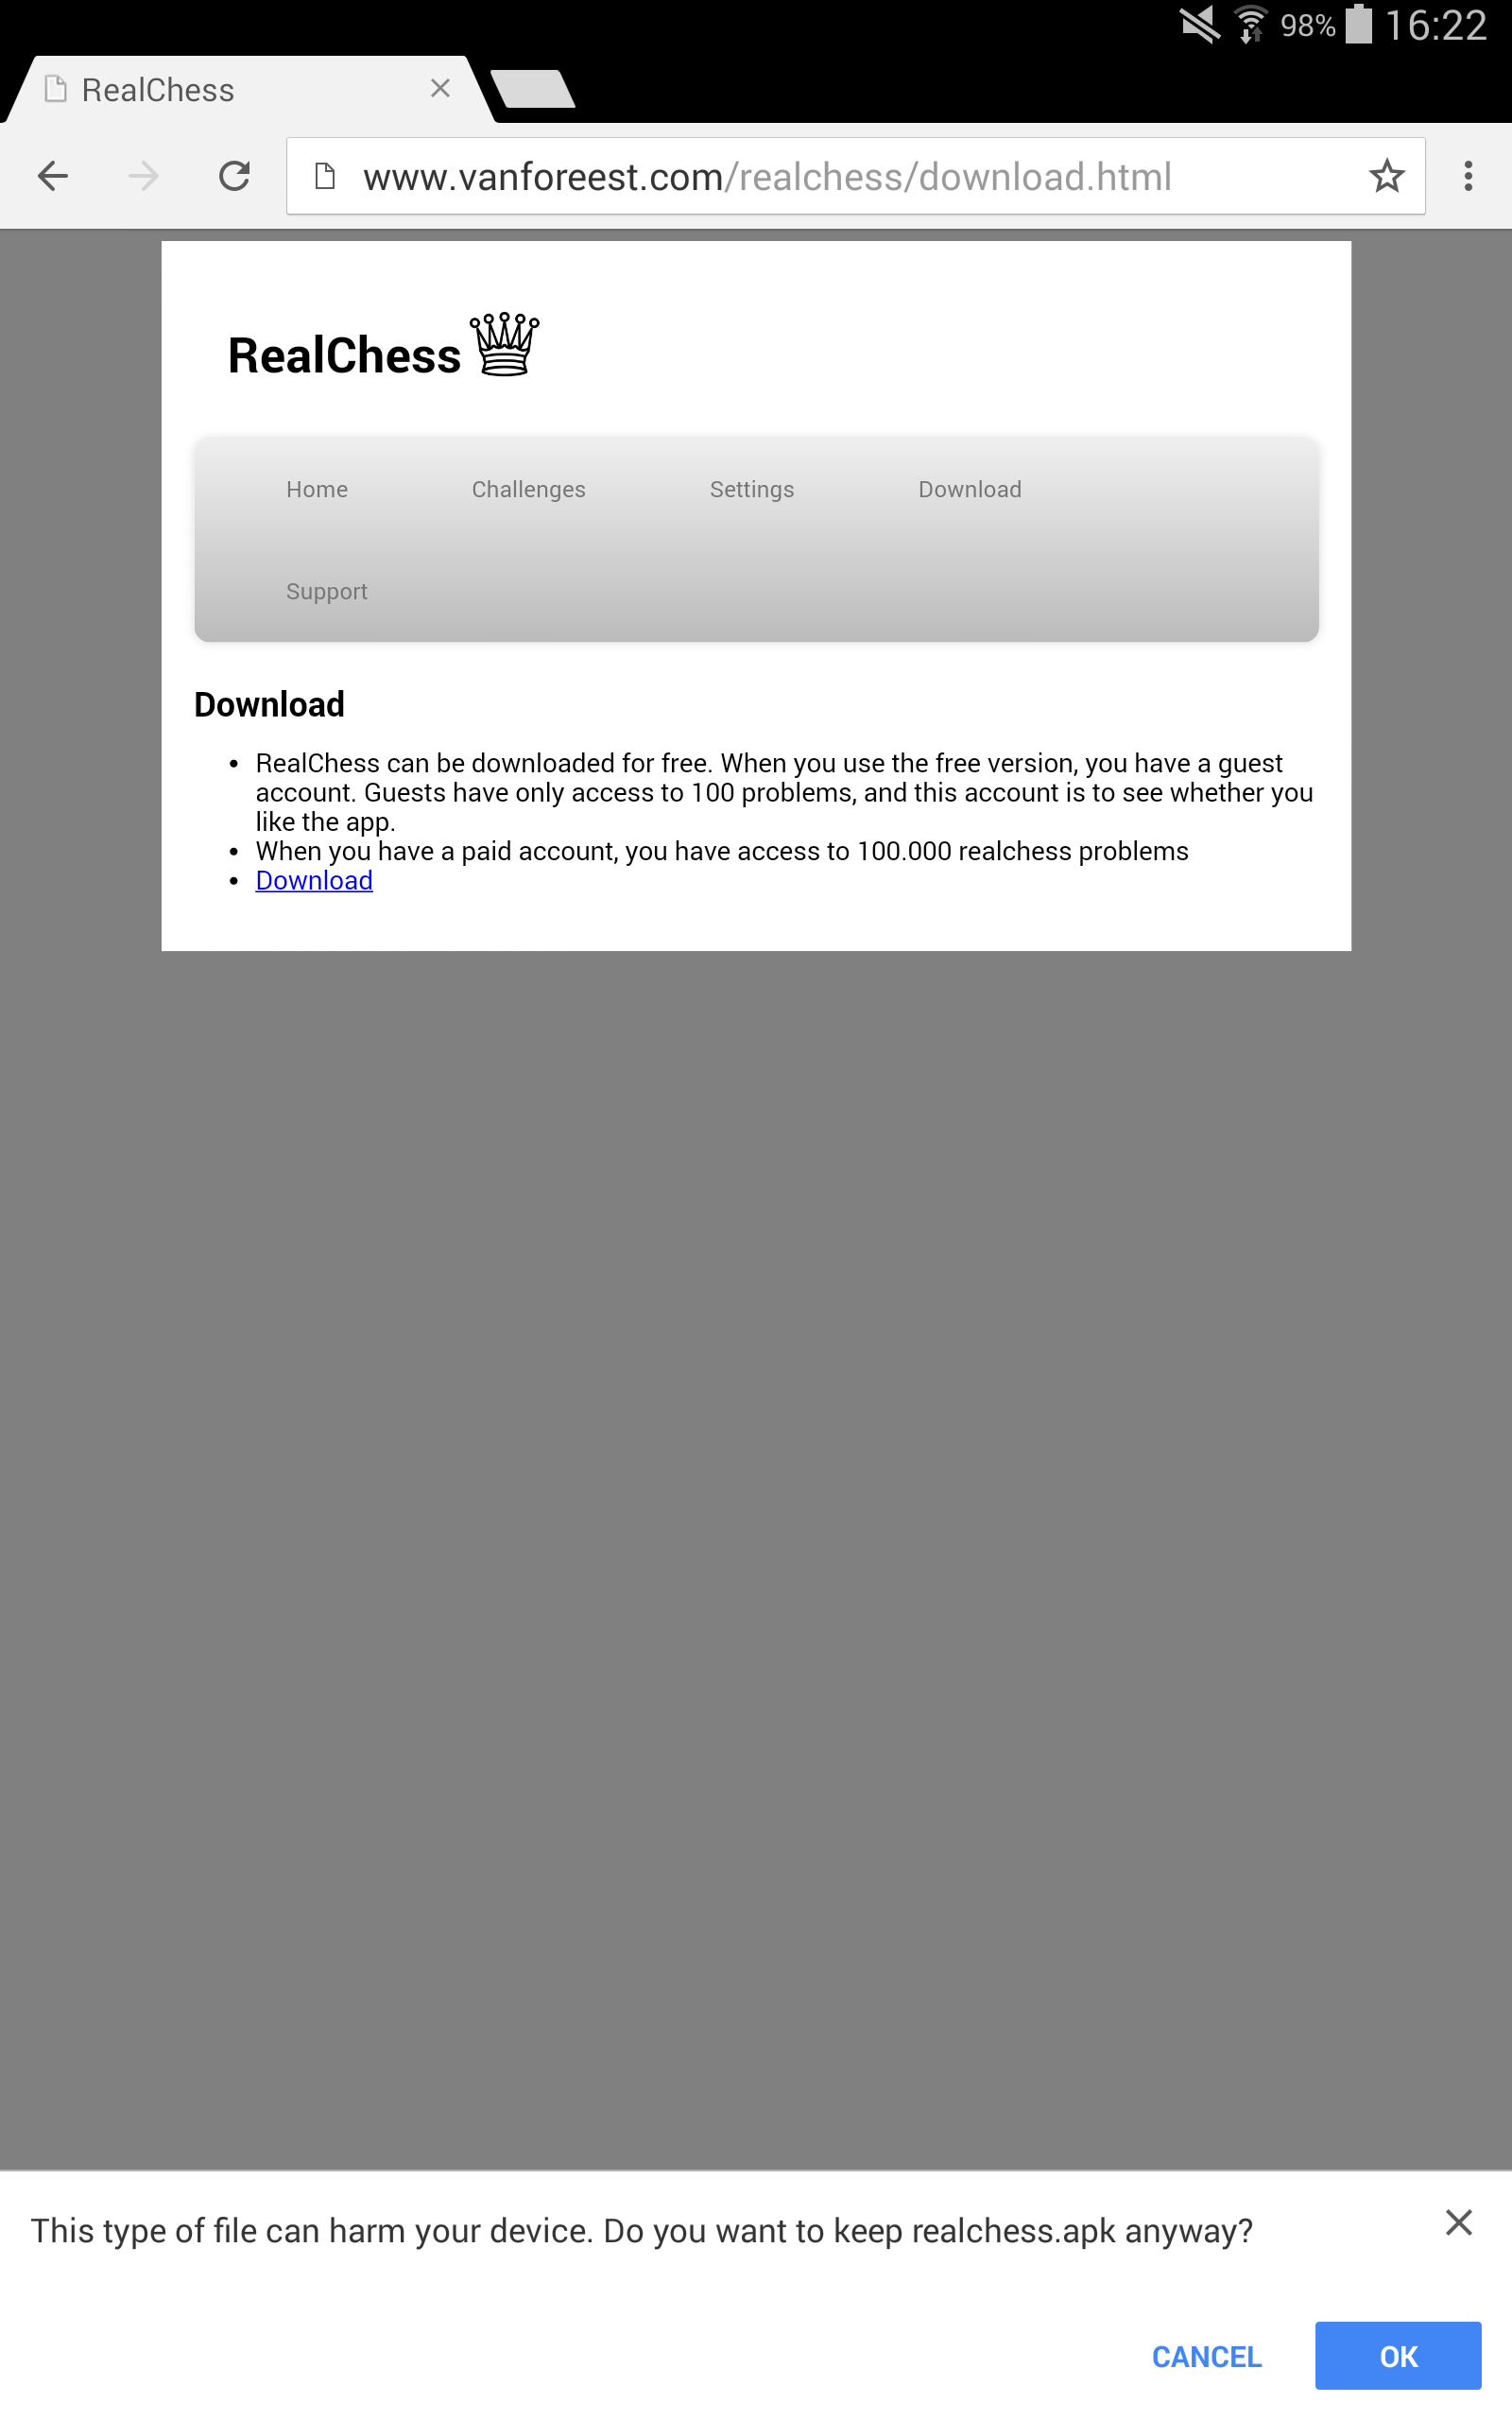 98% 16:22
RealChess
www.vanforeest.com/realchess/download.html
RealChess
Home Challenges Settings Download
Support
Download
• RealChess can be downloaded for free. When you use the free version, you have a guest
account. Guests have only access to 100 problems, and this account is to see whether you
like the app.
• When you have a paid account, you have access to 100.000 realchess problems
• Download
This type of file can harm your device. Do you want to keep realchess.apk anyway?
CANCEL OK